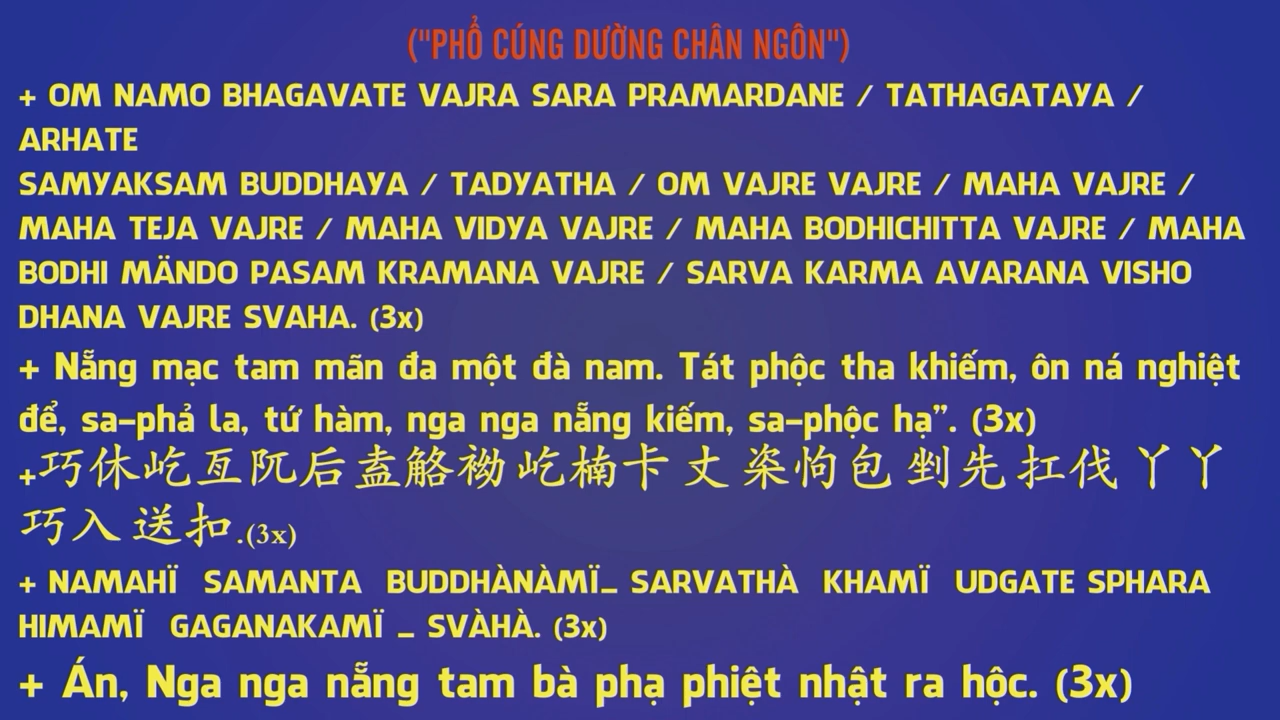 ("PHỔ CÚNG DƯỜNG CHÂN NGÔN")
+ OM NAMO BHAGAVATE VAJRA SARA PRAMARDANE / TATHAGATAYA /
ARHATE
SAMYAKSAM BUDDHAYA / TADYATHA / OM VAJRE VAJRE / MAHA VAJRE /
MAHA TEJA VAJRE / MAHA VIDYA VAJRE / MAHA BODHICHITTA VAJRE / MAHA
BODHI MÄNDO PASAM KRAMANA VAJRE / SARVA KARMA AVARANA VISHO
DHANA VAJRE SVAHA. (3x)
+ Nẵng mạc tam mãn đa một đà nam. Tát phộc tha khiếm, ôn ná nghiệt
để, sa-phả la, tứ hàm, nga nga nẵng kiếm, sa-phộc hạ”. (3x)
+巧休屹亙阢后盍觡袎屹楠卡丈 栥怐包 剉先扛伐 丫丫
巧入送扣.(3x)
+ NAMAHÏ SAMANTA BUDDHÀNÀMÏ_ SARVATHÀ KHAMÏ UDGATE SPHARA
HIMAMÏ GAGANAKAMÏ _ SVÀHÀ. (3x)
+ Án, Nga nga nẵng tam bà phạ phiệt nhật ra hộc. (3x)